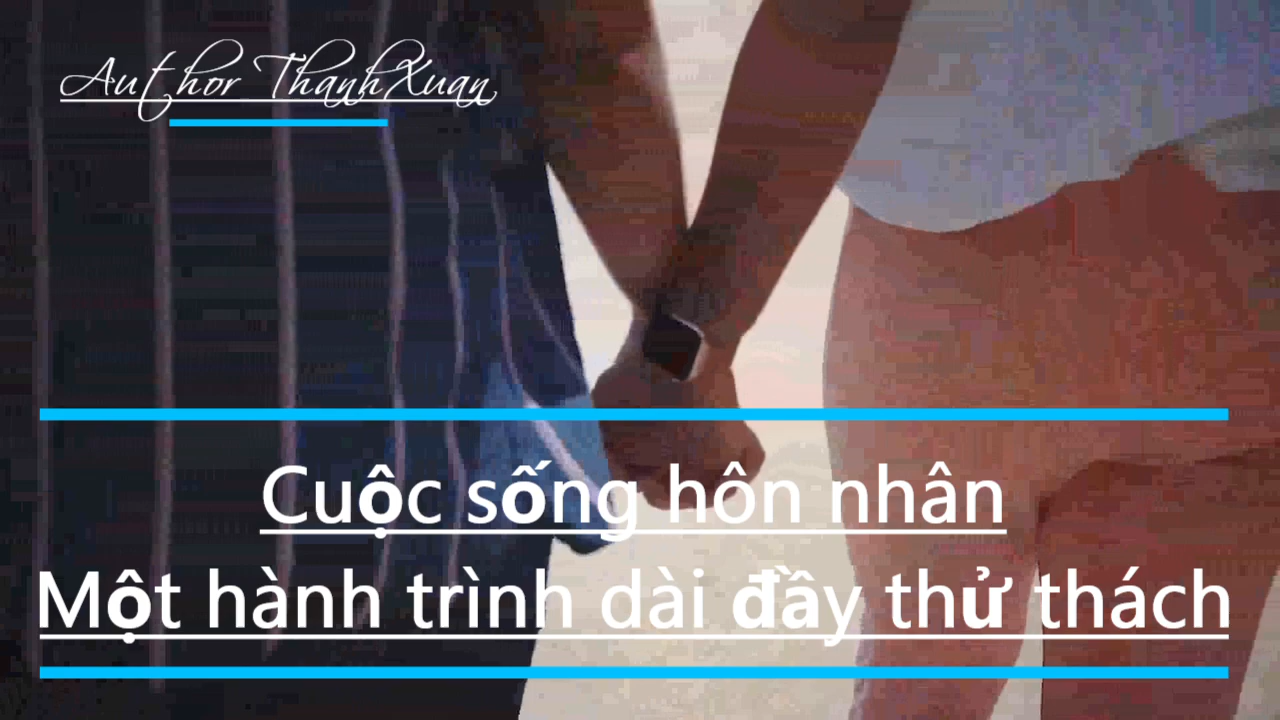 Author ThanhXuan
Cuộc sống hôn nhân
Một hành trình dài đầy thử thách